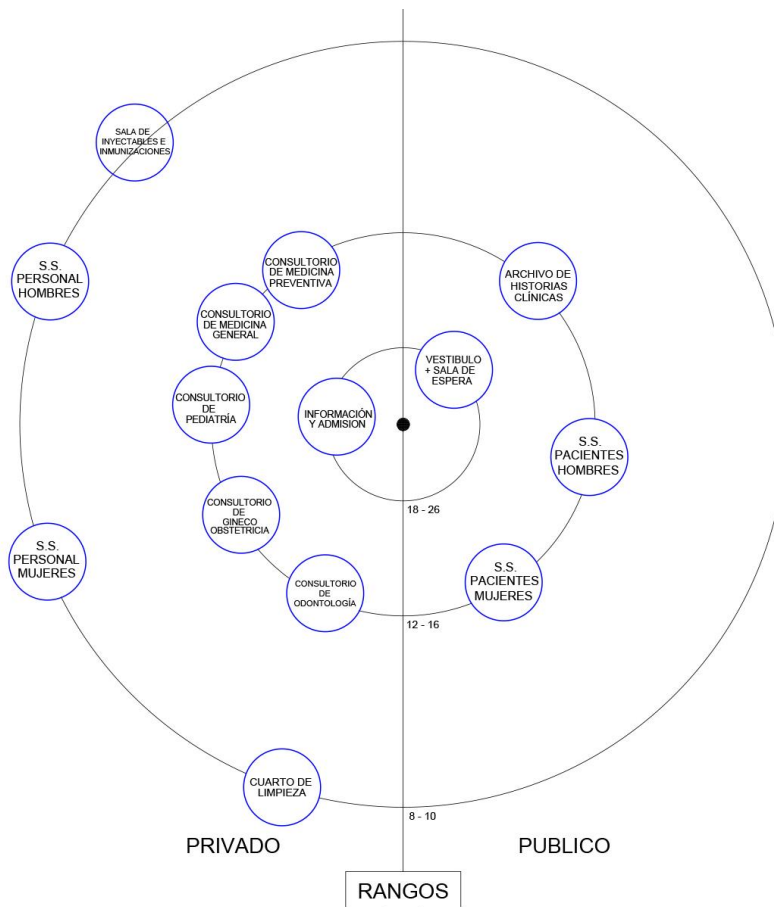 SALA DE
INYECTABLES E
INMUNIZACIONES
S.S.
PERSONAL
HOMBRES
CONSULTORIO
DE MEDICINA
PREVENTIVA
ARCHIVO DE
HISTORIAS
CLÍNICAS
CONSULTORIO
DE MEDICINA
GENERAL
VESTIBULO
+ SALA DE
ESPERA
CONSULTORIO
DE
PEDIATRÍA
INFORMACIÓN
Y ADMISION
S.S.
PACIENTES
HOMBRES
CONSULTORIO
DE
GINECO
OBSTETRICIA
18 - 26
S.S.
PERSONAL
MUJERES
CONSULTORIO
DE
ODONTOLOGÍA
S.S.
PACIENTES
MUJERES
12 - 16
CUARTO DE
LIMPIEZA
8 - 10
PRIVADO
PUBLICO
RANGOS